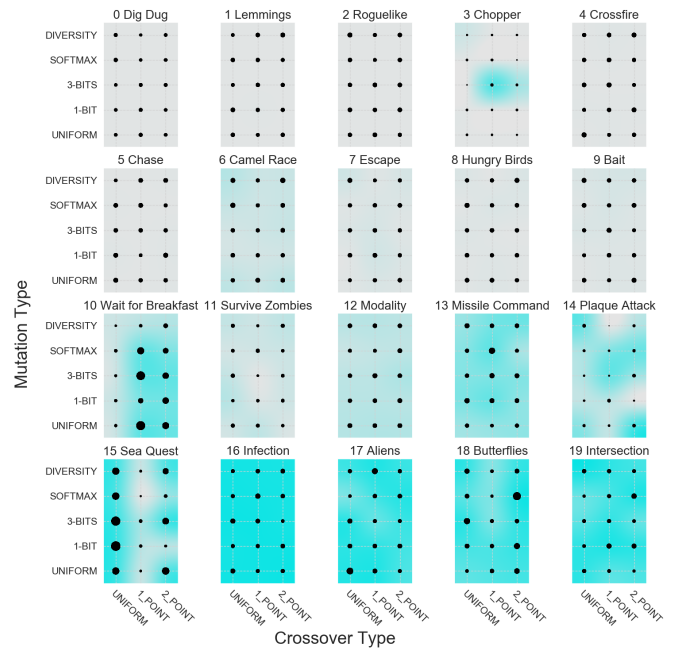 0 Dig Dug 1 Lemmings 2 Roguelike 3 Chopper 4 Crossfire
DIVERSITY
SOFTMAX
3-BITS
1-BIT
UNIFORM
5 Chase 6 Camel Race 7 Escape 8 Hungry Birds 9 Bait
DIVERSITY
SOFTMAX
3-BITS
1-BIT
UNIFORM
Mutation Type
10 Wait for Breakfast 11 Survive Zombies 12 Modality 13 Missile Command 14 Plaque Attack
DIVERSITY
SOFTMAX
3-BITS
1-BIT
UNIFORM
15 Sea Quest 16 Infection 17 Aliens 18 Butterflies 19 Intersection
DIVERSITY
SOFTMAX
3-BITS
1-BIT
UNIFORM
UNIFORM 1_POINT 2_POINT UNIFORM 1_POINT 2_POINT UNIFORM 1_POINT 2_POINT UNIFORM 1_POINT 2_POINT UNIFORM 1_POINT 2_POINT
Crossover Type